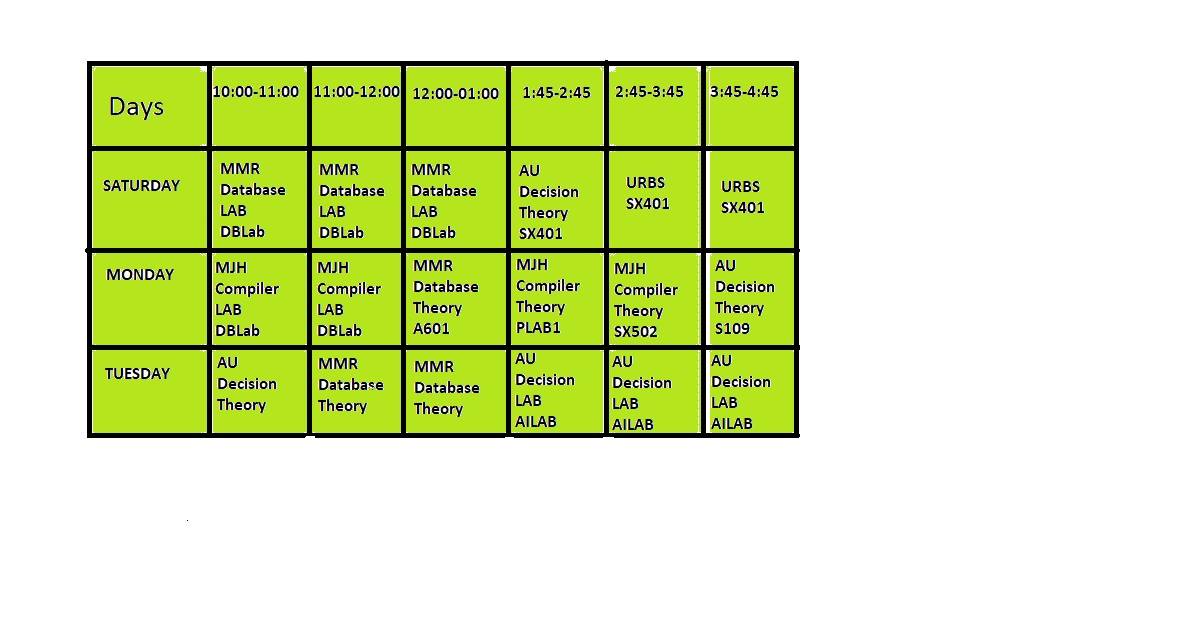 Days 10:00-11:00 11:00-12:00 12:00-01:00 1:45-2:45 2:45-3:45 3:45-4:45
SATURDAY
MMR
Database
LAB
DBLab
MMR
Database
LAB
DBLab
MMR
Database
LAB
DBLab
AU
Decision
Theory
SX401
URBS
SX401
URBS
SX401
MONDAY
MJH
Compiler
LAB
DBLab
MJH
Compiler
LAB
DBLab
MMR
Database
Theory
A601
MJH
Compiler
Theory
PLAB1
MJH
Compiler
Theory
SX502
AU
Decision
Theory
S109
TUESDAY
AU
Decision
Theory
MMR
Database
Theory
MMR
Database
Theory
AU
Decision
LAB
AILAB
AU
Decision
LAB
AILAB
AU
Decision
LAB
AILAB